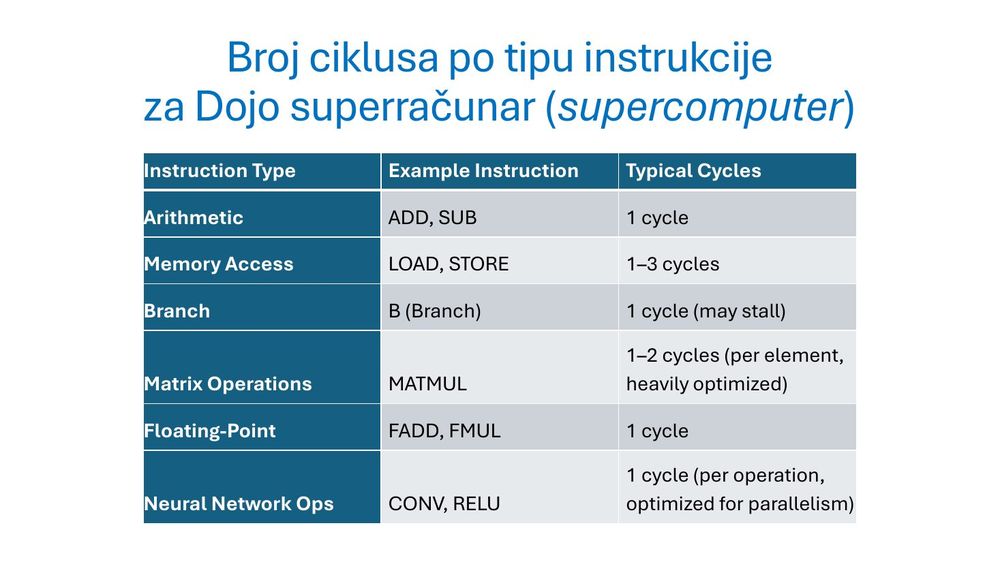 Broj ciklusa po tipu instrukcije
za Dojo superračunar (supercomputer)
Instruction Type Example Instruction Typical Cycles
Arithmetic ADD, SUB 1 cycle
Memory Access LOAD, STORE 1–3 cycles
Branch B (Branch) 1 cycle (may stall)
Matrix Operations MATMUL 1–2 cycles (per element,
heavily optimized)
Floating-Point FADD, FMUL 1 cycle
Neural Network Ops CONV, RELU 1 cycle (per operation,
optimized for parallelism)